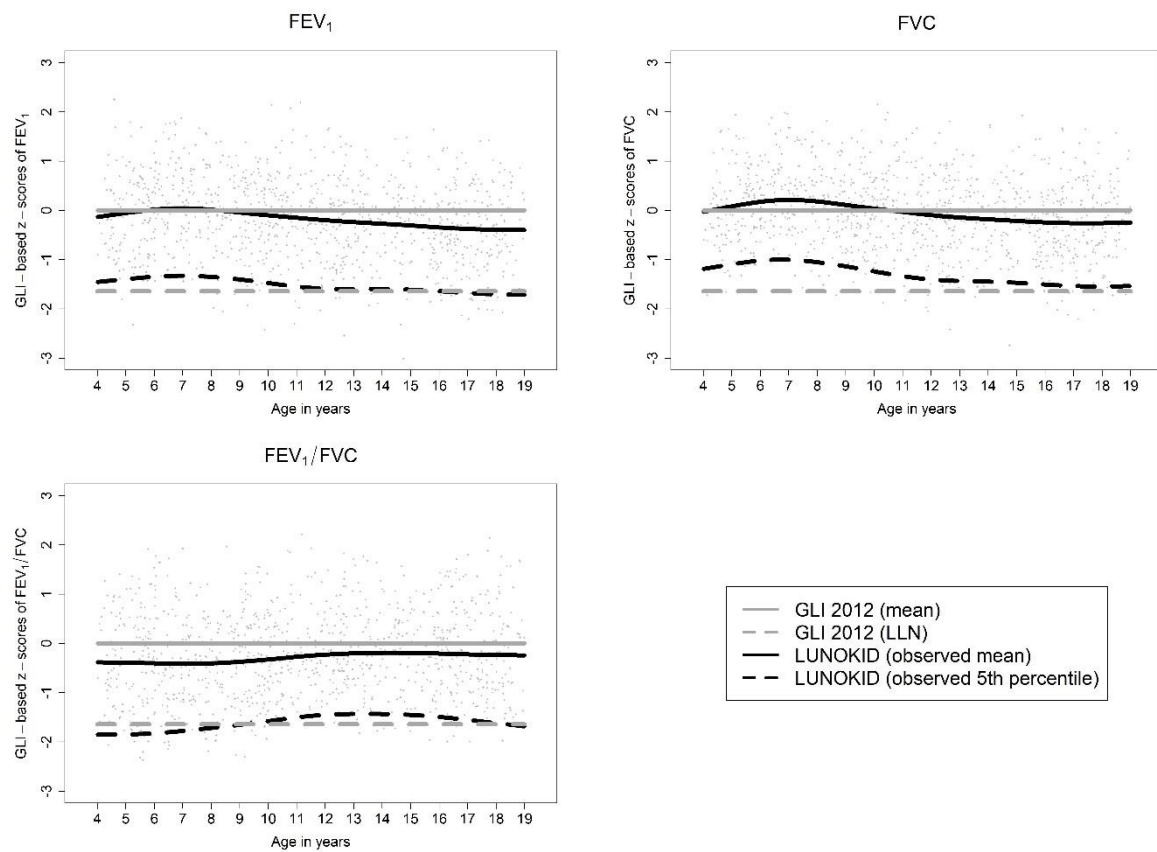 FEV₁
GLI – based z – scores of FEV₁
3
2
1
0
-1
-2
-3
4 5 6 7 8 9 10 11 12 13 14 15 16 17 18 19
Age in years
FVC
GLI – based z – scores of FVC
3
2
1
0
-1
-2
-3
4 5 6 7 8 9 10 11 12 13 14 15 16 17 18 19
Age in years
FEV₁/FVC
GLI – based z – scores of FEV₁/FVC
3
2
1
0
-1
-2
-3
4 5 6 7 8 9 10 11 12 13 14 15 16 17 18 19
Age in years
GLI 2012 (mean)
GLI 2012 (LLN)
LUNOKID (observed mean)
LUNOKID (observed 5th percentile)